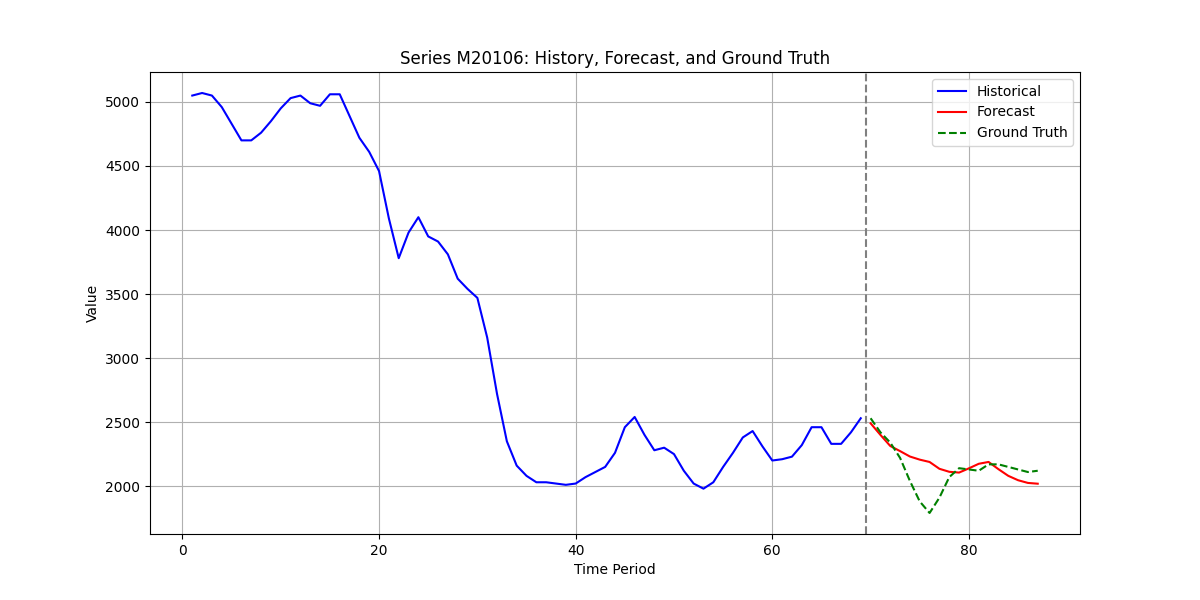 Series M20106: History, Forecast, and Ground Truth
Historical
Forecast
Ground Truth
Value
5000
4500
4000
3500
3000
2500
2000
0
20
40
60
80
Time Period